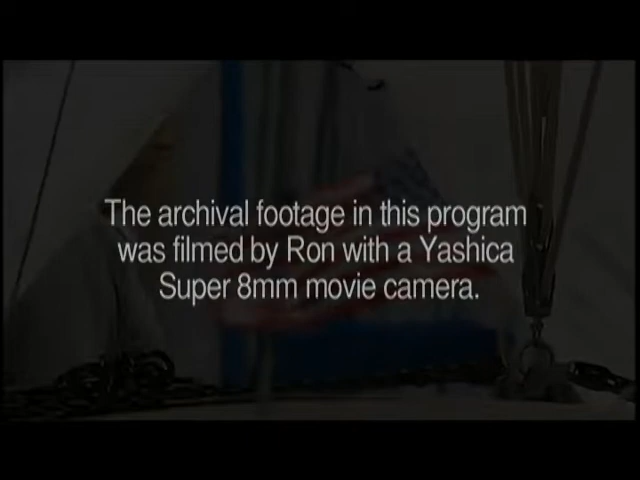 The archival footage in this program
was filmed by Ron with a Yashica
Super 8mm movie camera.